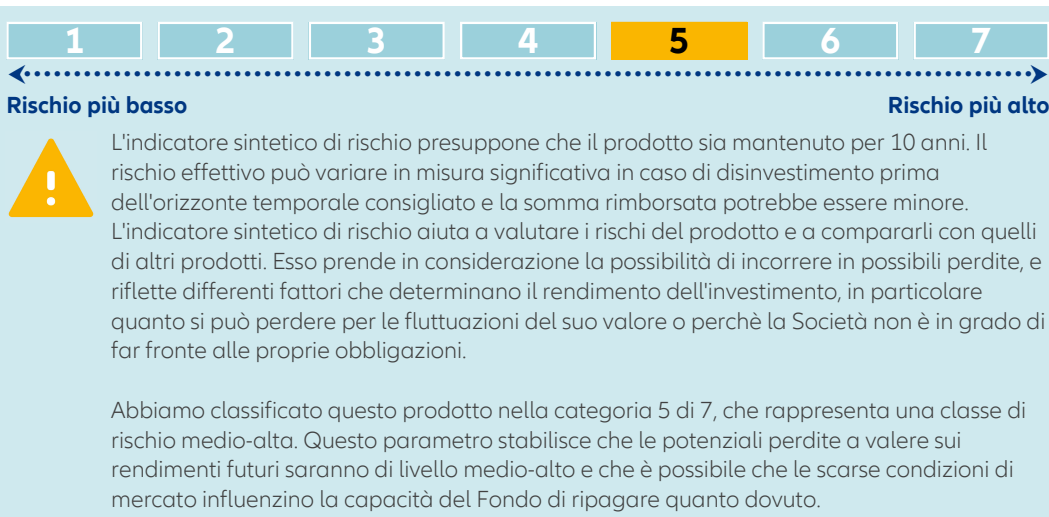 1 2 3 4 5 6 7
Rischio più basso Rischio più alto
L'indicatore sintetico di rischio presuppone che il prodotto sia mantenuto per 10 anni. Il
rischio effettivo può variare in misura significativa in caso di disinvestimento prima
dell'orizzonte temporale consigliato e la somma rimborsata potrebbe essere minore.
L'indicatore sintetico di rischio aiuta a valutare i rischi del prodotto e a compararli con quelli
di altri prodotti. Esso prende in considerazione la possibilità di incorrere in possibili perdite, e
riflette differenti fattori che determinano il rendimento dell'investimento, in particolare
quanto si può perdere per le fluttuazioni del suo valore o perchè la Società non è in grado di
far fronte alle proprie obbligazioni.
Abbiamo classificato questo prodotto nella categoria 5 di 7, che rappresenta una classe di
rischio medio-alta. Questo parametro stabilisce che le potenziali perdite a valere sui
rendimenti futuri saranno di livello medio-alto e che è possibile che le scarse condizioni di
mercato influenzino la capacità del Fondo di ripagare quanto dovuto.